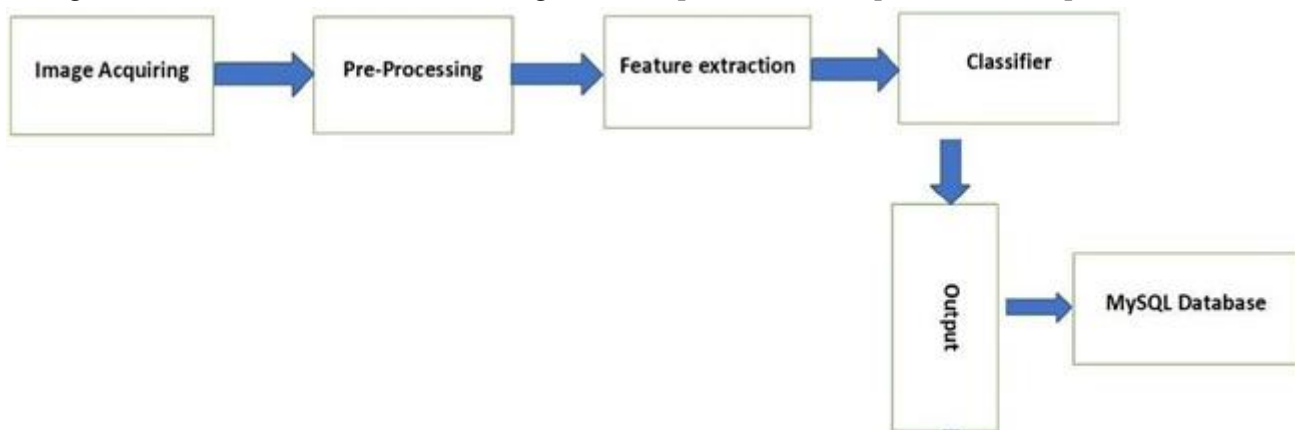 Image Acquiring
Pre-Processing
Feature extraction
Classifier
Output
MySQL Database